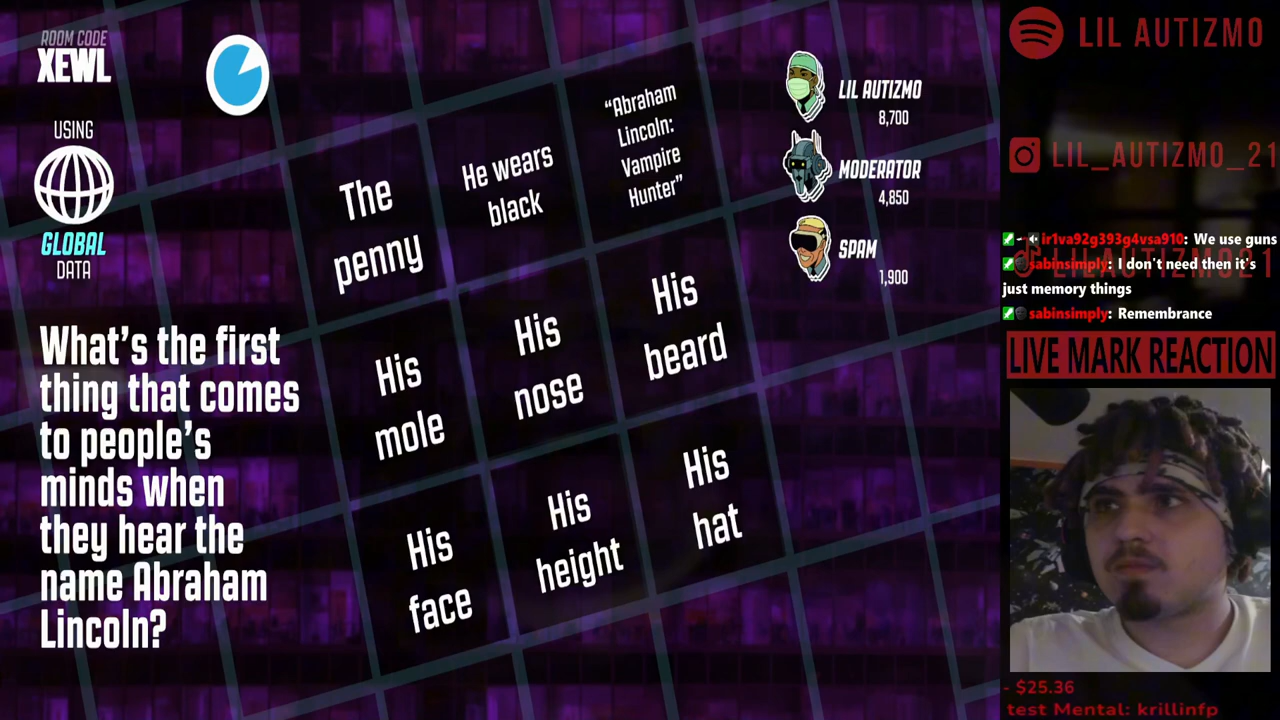 ROOM CODE
XEWL
USING
GLOBAL
DATA
What's the first
thing that comes
to people's
minds when
they hear the
name Abraham
Lincoln?
The
penny
He wears
black
"Abraham
Lincoln:
Vampire
Hunter"
His
mole
His
nose
His
beard
His
face
His
height
His
hat
LIL AUTIZMO
8,700
MODERATOR
4,850
SPAM
1,900
LIL AUTIZMO
LIL_AUTIZMO_21
ir1va92g393g4vsa910: We use guns
LILAUTIZMO21
sabinsimply: I don't need then it's
just memory things
sabinsimply: Remembrance
LIVE MARK REACTION
- $25.36
test Mental: krillinfp